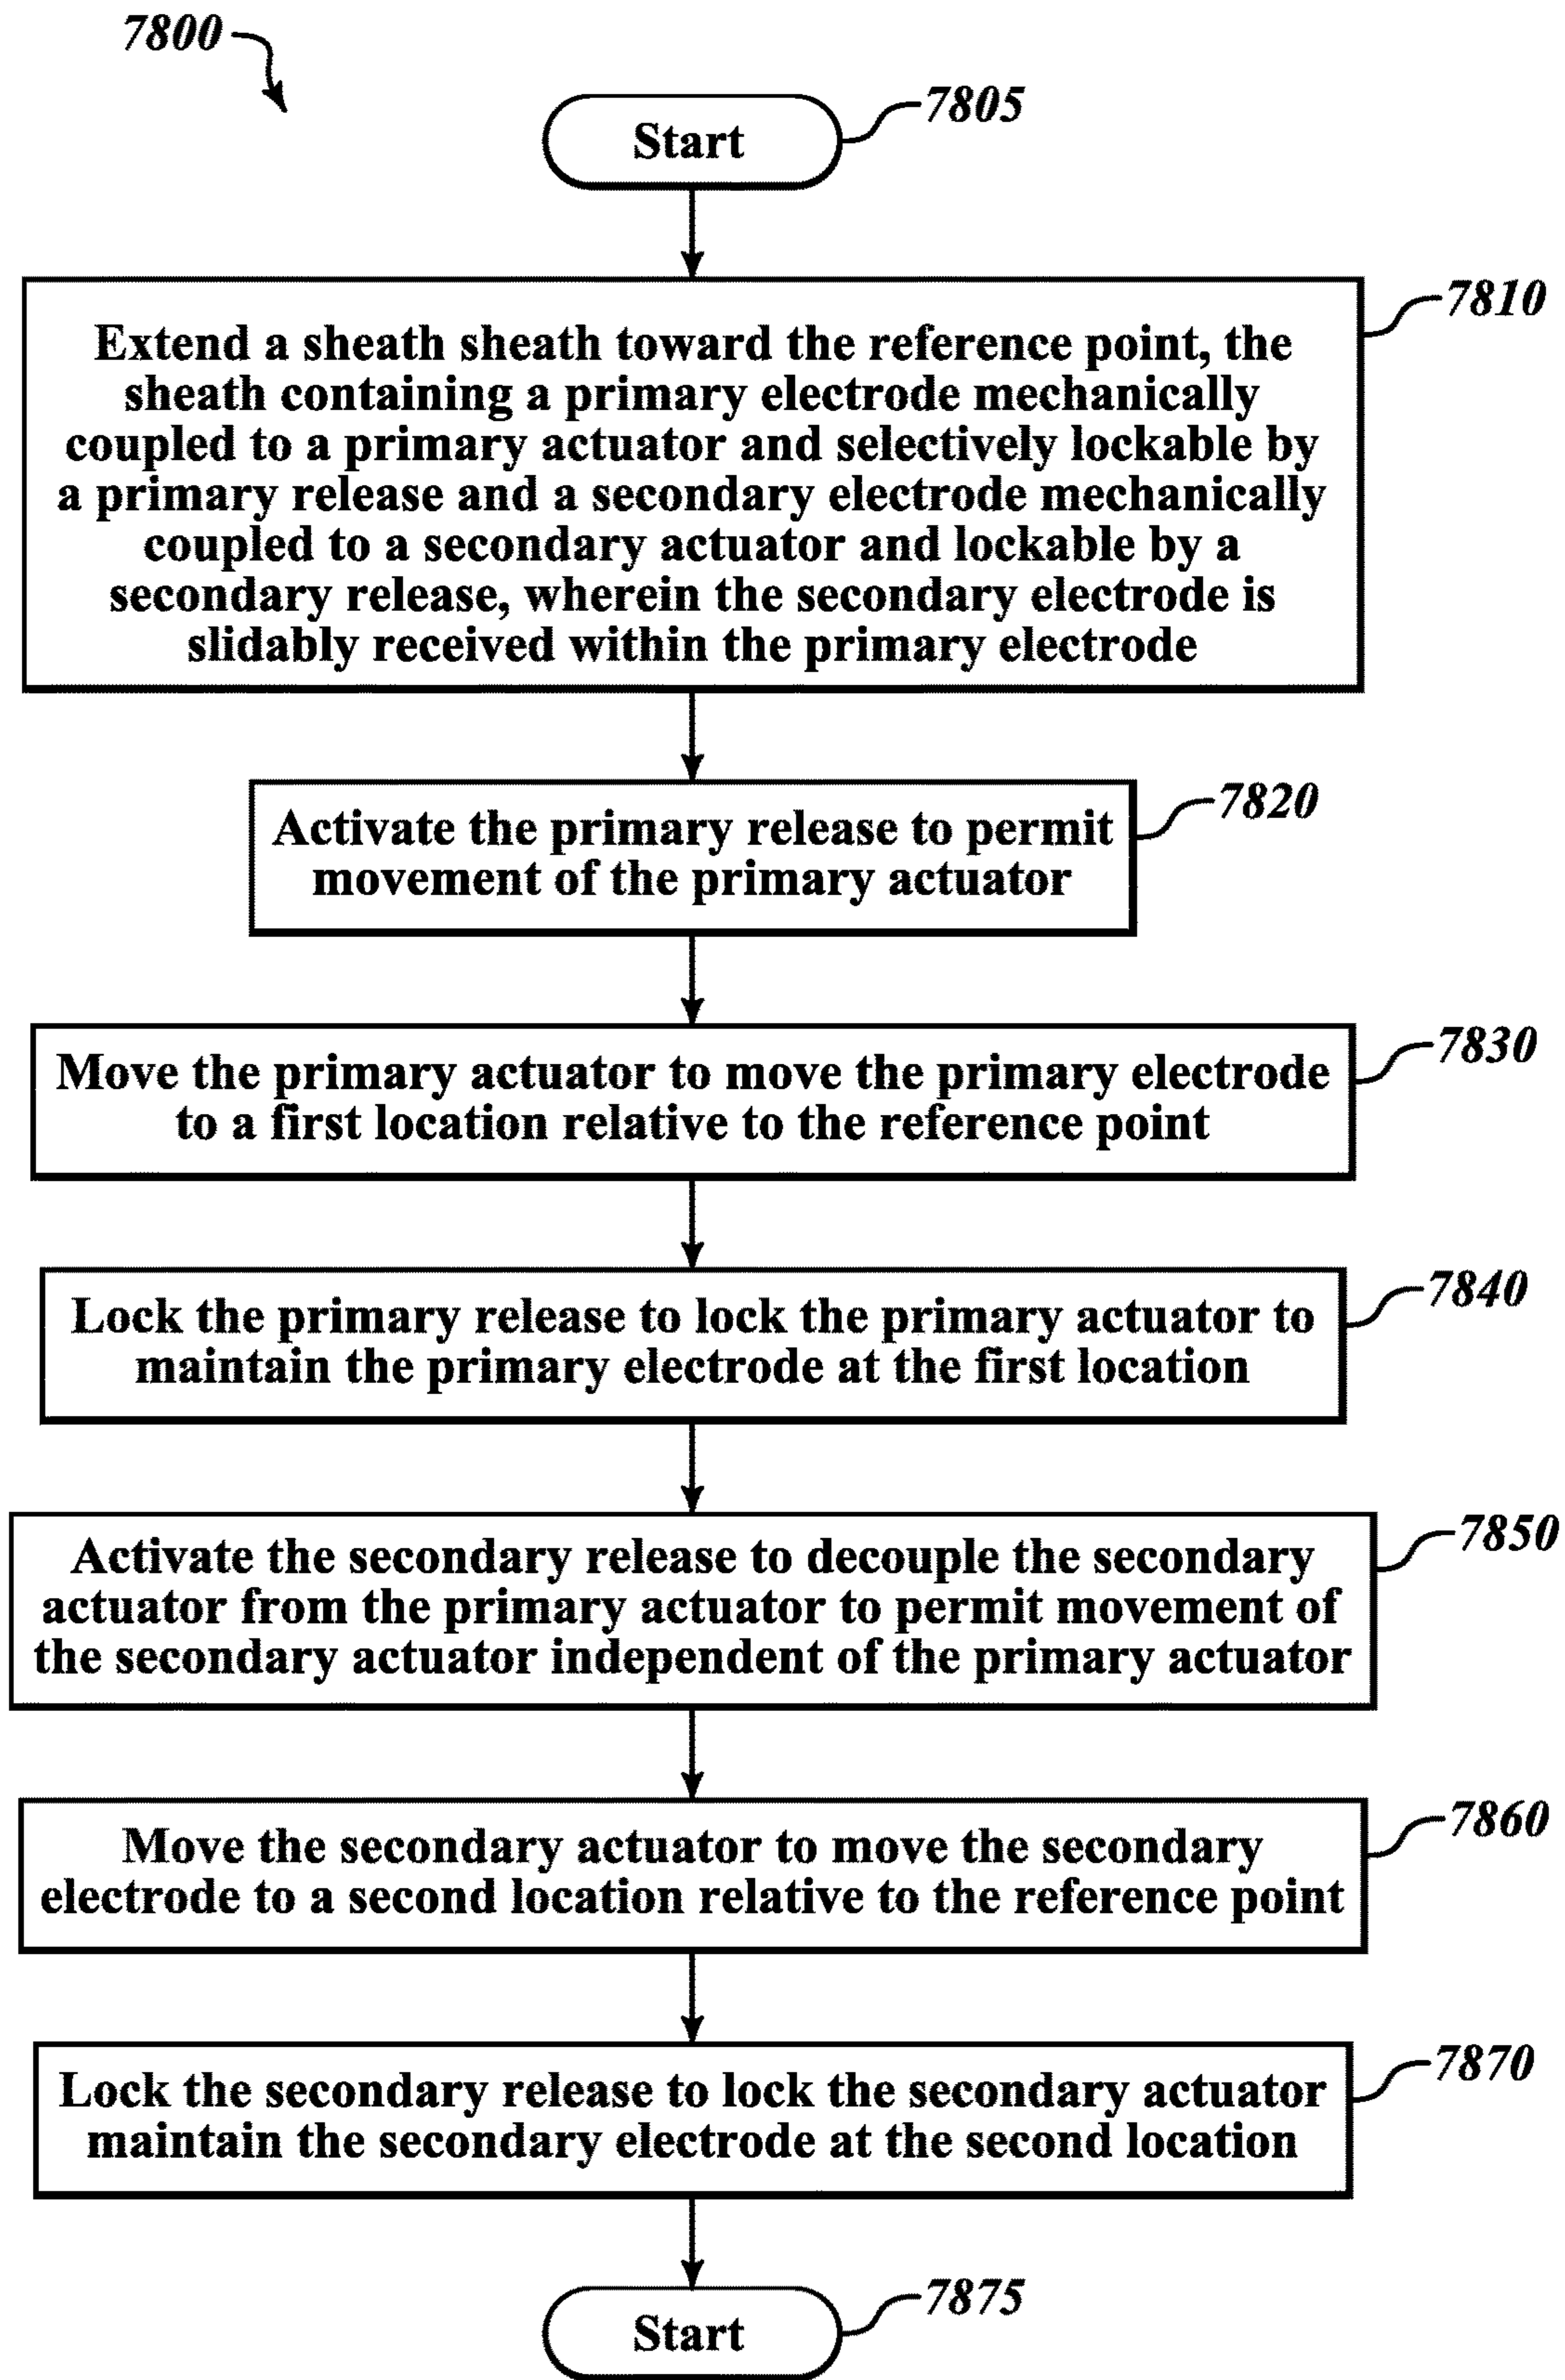 7800
Start
7805
7810
Extend a sheath sheath toward the reference point, the
sheath containing a primary electrode mechanically
coupled to a primary actuator and selectively lockable by
a primary release and a secondary electrode mechanically
coupled to a secondary actuator and lockable by a
secondary release, wherein the secondary electrode is
slidably received within the primary electrode
7820
Activate the primary release to permit
movement of the primary actuator
7830
Move the primary actuator to move the primary electrode
to a first location relative to the reference point
7840
Lock the primary release to lock the primary actuator to
maintain the primary electrode at the first location
7850
Activate the secondary release to decouple the secondary
actuator from the primary actuator to permit movement of
the secondary actuator independent of the primary actuator
7860
Move the secondary actuator to move the secondary
electrode to a second location relative to the reference point
7870
Lock the secondary release to lock the secondary actuator
maintain the secondary electrode at the second location
7875
Start